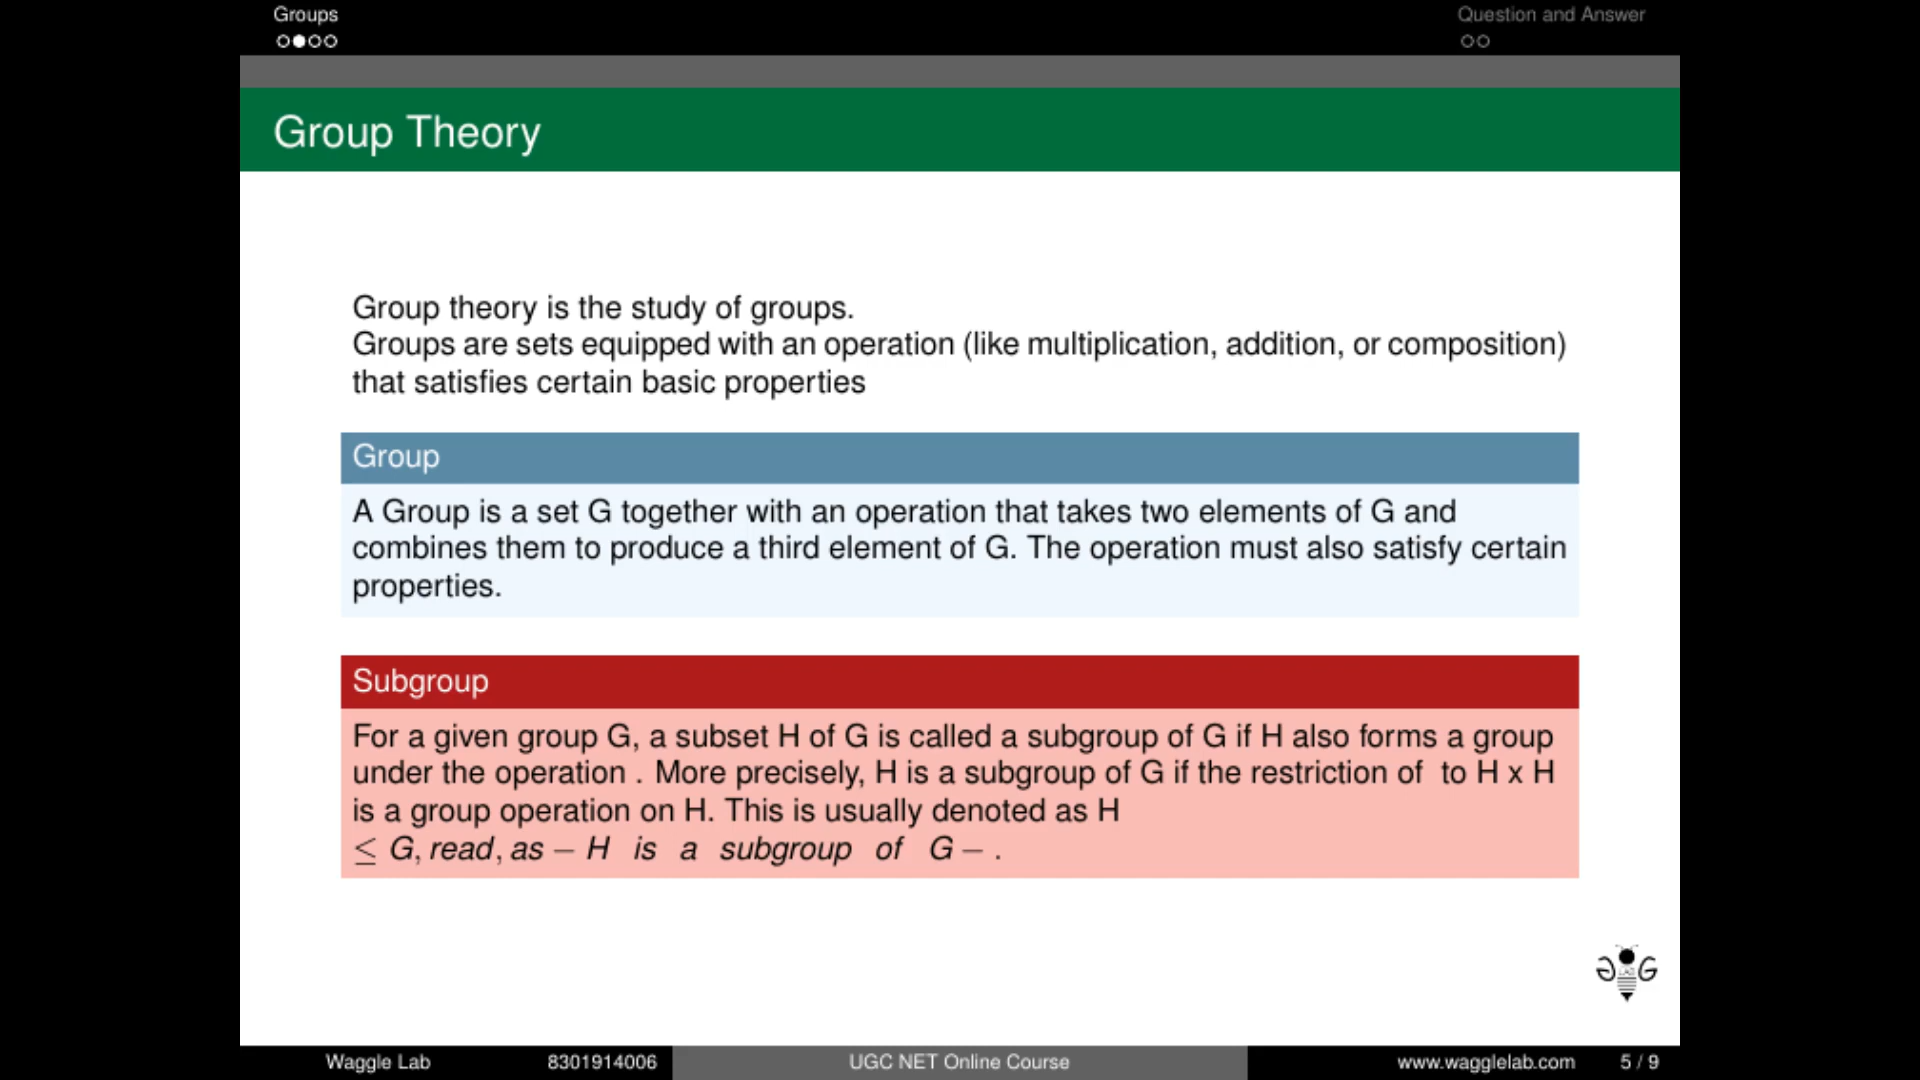 Groups
Question and Answer
Group Theory
Group theory is the study of groups.
Groups are sets equipped with an operation (like multiplication, addition, or composition)
that satisfies certain basic properties
Group
A Group is a set G together with an operation that takes two elements of G and
combines them to produce a third element of G. The operation must also satisfy certain
properties.
Subgroup
For a given group G, a subset H of G is called a subgroup of G if H also forms a group
under the operation . More precisely, H is a subgroup of G if the restriction of to H x H
is a group operation on H. This is usually denoted as H
≤ G, read, as − H is a subgroup of G − .
Waggle Lab 8301914006 UGC NET Online Course www.wagglelab.com 5 / 9